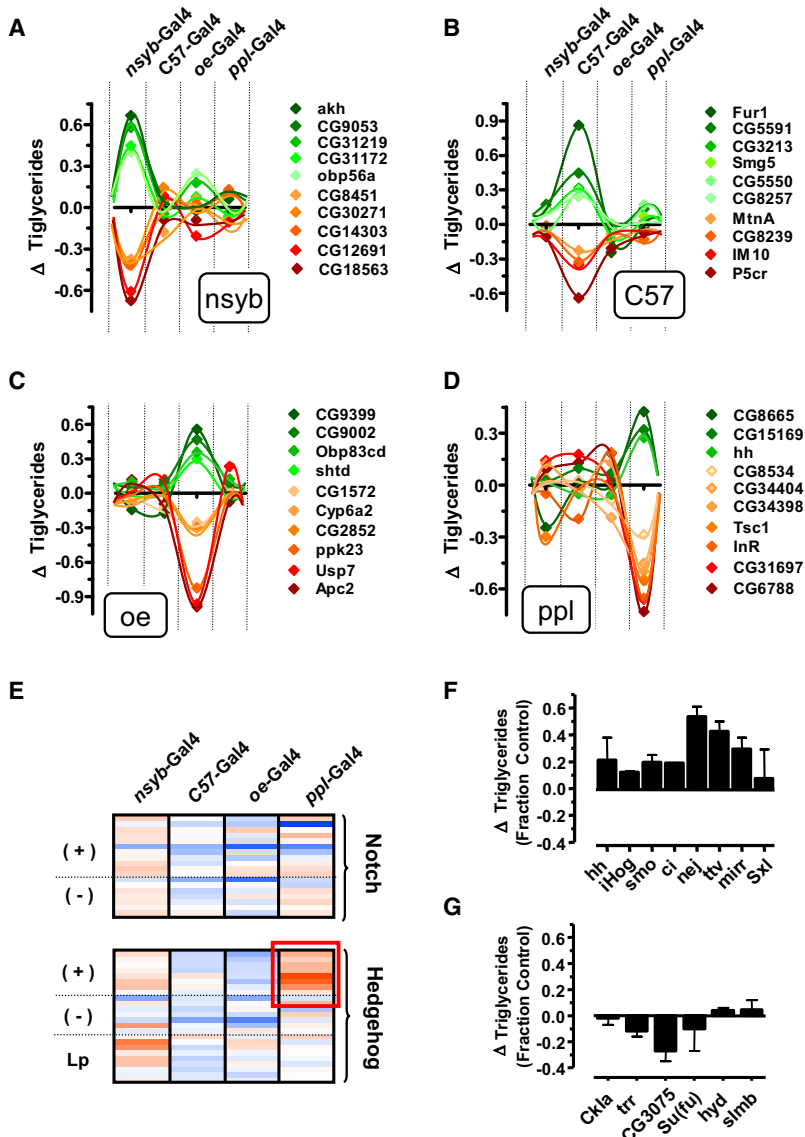 A
nsyb-Gal4
C57-Gal4
oe-Gal4
ppl-Gal4
Δ Tiglycerides
0.6
0.3
0.0
-0.3
-0.6
nsyb
akh
CG9053
CG31219
CG31172
obp56a
CG8451
CG30271
CG14303
CG12691
CG18563
B
nsyb-Gal4
C57-Gal4
oe-Gal4
ppl-Gal4
Δ Tiglycerides
0.9
0.6
0.3
0.0
-0.3
-0.6
C57
Fur1
CG5591
CG3213
Smg5
CG5550
CG8257
MtnA
CG8239
IM10
P5cr
C
Δ Tiglycerides
0.6
0.3
0.0
-0.3
-0.6
-0.9
oe
CG9399
CG9002
Obp83cd
shtd
CG1572
Cyp6a2
CG2852
ppk23
Usp7
Apc2
D
Δ Tiglycerides
0.3
0.0
-0.3
-0.6
ppl
CG8665
CG15169
hh
CG8534
CG34404
CG34398
Tsc1
InR
CG31697
CG6788
E
nsyb-Gal4
C57-Gal4
oe-Gal4
ppl-Gal4
(+)
(-)
Notch
(+)
(-)
Lp
Hedgehog
F
Δ Triglycerides
(Fraction Control)
0.6
0.4
0.2
0.0
-0.2
hh
iHog
smo
ci
nej
ttv
mirr
Sxl
G
Δ Triglycerides
(Fraction Control)
0.4
0.2
0.0
-0.2
-0.4
CkIa
trr
CG3075
Su(fu)
hyd
slmb